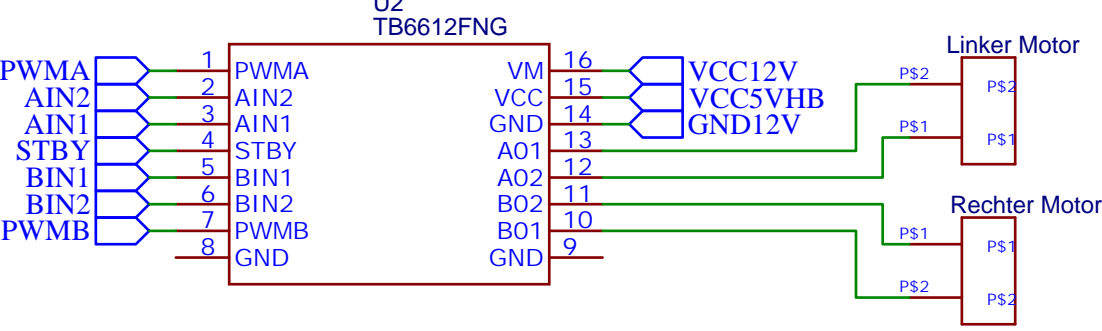 U2
TB6612FNG
Linker Motor
PWMA 1 PWMA VM 16 VCC12V P$2 P$2
AIN2 2 AIN2 VCC 15 VCC5VHB
AIN1 3 AIN1 GND 14 GND12V P$1 P$1
STBY 4 STBY A01 13
BIN1 5 BIN1 A02 12
BIN2 6 BIN2 B02 11 Rechter Motor
PWMB 7 PWMB B01 10 P$1 P$1
8 GND GND 9
P$2 P$2